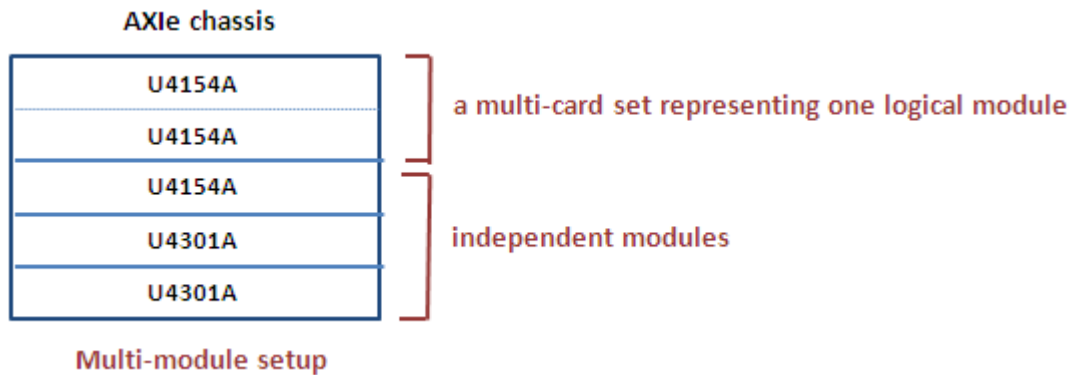 AXIe chassis
U4154A
U4154A
a multi-card set representing one logical module
U4154A
U4301A
independent modules
U4301A
Multi-module setup